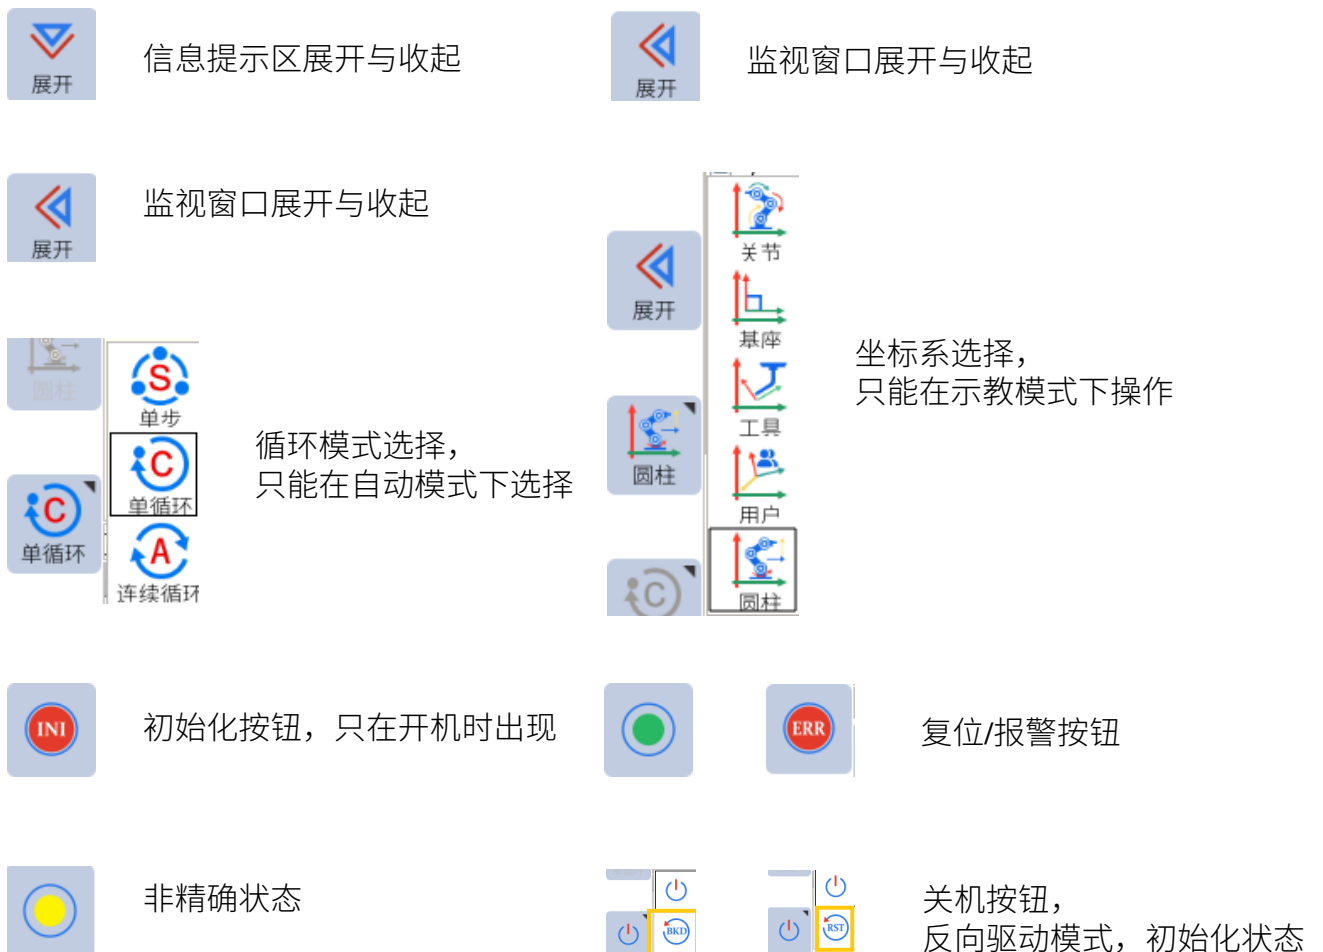 展开
信息提示区展开与收起
展开
监视窗口展开与收起
展开
监视窗口展开与收起
圆柱
单步
单循环
单循环
连续循环
S
C
C
A
循环模式选择，
只能在自动模式下选择
展开
圆柱
C
关节
基座
工具
用户
圆柱
坐标系选择，
只能在示教模式下操作
INI
初始化按钮，只在开机时出现
ERR
复位/报警按钮
非精确状态
BKD
RST
关机按钮，
反向驱动模式，初始化状态